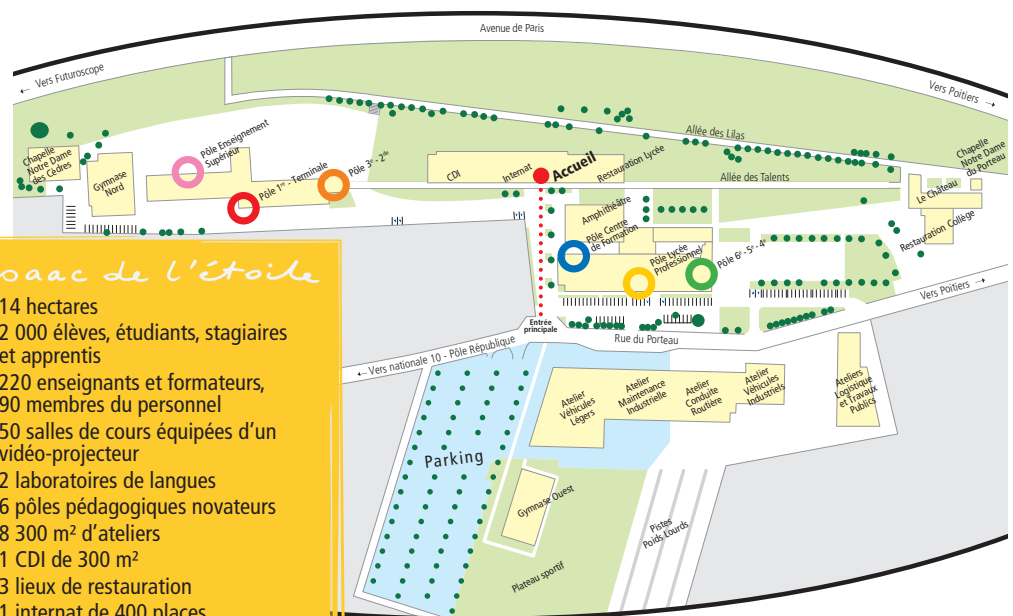 Avenue de Paris
← Vers Futuroscope
Vers Poitiers →
Allée des Lilas
Allée des Talents
Chapelle
Notre Dame
des Cèdres
Gymnase
Nord
Pôle Enseignement
Supérieur
Pôle 1re - Terminale
Pôle 3e - 2de
CDI
Internat
Accueil
Restauration Lycée
Chapelle
Notre Dame
du Porteau
Le Château
Restauration Collège
Amphithéâtre
Pôle Centre
de Formation
Pôle Lycée
Professionnel
Pôle 6e - 5e - 4e
Vers Poitiers →
Entrée
principale
Rue du Porteau
← Vers nationale 10 - Pôle République
Atelier
Véhicules
Légers
Atelier
Maintenance
Industrielle
Atelier
Conduite
Routière
Atelier
Véhicules
Industriels
Ateliers
Logistique
et Travaux
Publics
Parking
Gymnase Ouest
Plateau sportif
Pistes
Poids Lourds
saac de l'étoile
14 hectares
2 000 élèves, étudiants, stagiaires
et apprentis
220 enseignants et formateurs,
90 membres du personnel
50 salles de cours équipées d'un
vidéo-projecteur
2 laboratoires de langues
6 pôles pédagogiques novateurs
8 300 m² d'ateliers
1 CDI de 300 m²
3 lieux de restauration
1 internat de 400 places